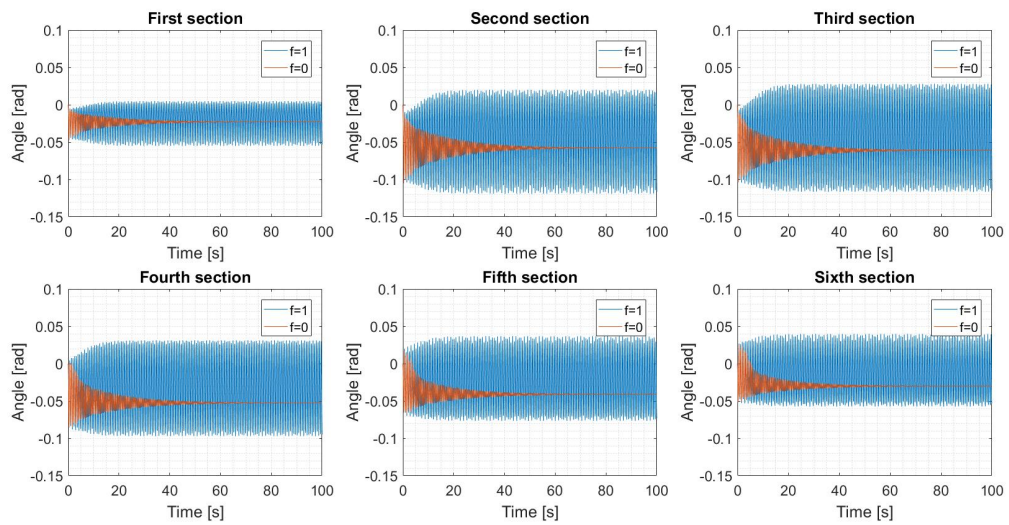 First section
Second section
Third section
0.1
0.05
0
-0.05
-0.1
-0.15
Angle [rad]
0 20 40 60 80 100
Time [s]
f=1
f=0
0.1
0.05
0
-0.05
-0.1
-0.15
Angle [rad]
0 20 40 60 80 100
Time [s]
f=1
f=0
0.1
0.05
0
-0.05
-0.1
-0.15
Angle [rad]
0 20 40 60 80 100
Time [s]
f=1
f=0
Fourth section
Fifth section
Sixth section
0.1
0.05
0
-0.05
-0.1
-0.15
Angle [rad]
0 20 40 60 80 100
Time [s]
f=1
f=0
0.1
0.05
0
-0.05
-0.1
-0.15
Angle [rad]
0 20 40 60 80 100
Time [s]
f=1
f=0
0.1
0.05
0
-0.05
-0.1
-0.15
Angle [rad]
0 20 40 60 80 100
Time [s]
f=1
f=0